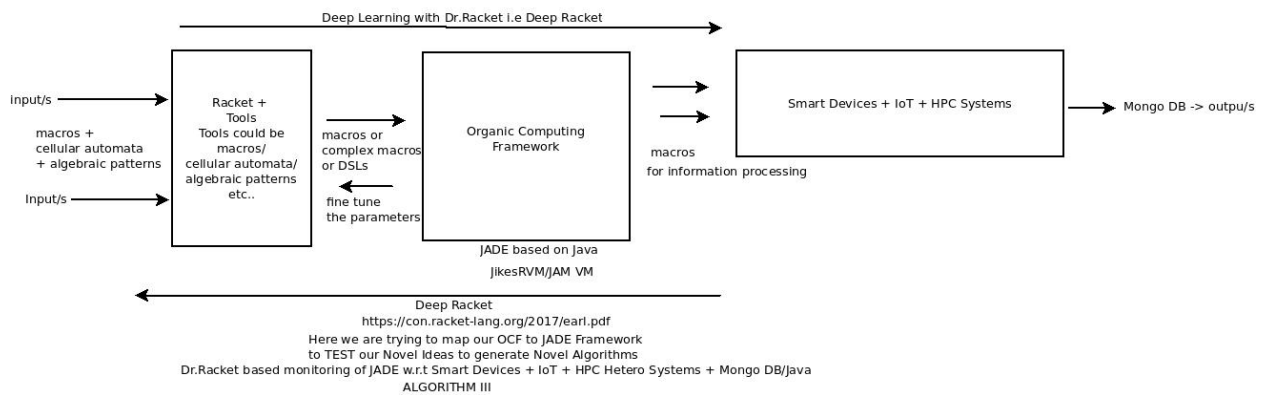 Deep Learning with Dr.Racket i.e Deep Racket
input/s
macros +
cellular automata
+ algebraic patterns
Input/s
Racket +
Tools
Tools could be
macros/
cellular automata/
algebraic patterns
etc..
macros or
complex macros
or DSLs
fine tune
the parameters
Organic Computing
Framework
JADE based on Java
JikesRVM/JAM VM
macros
for information processing
Smart Devices + IoT + HPC Systems
Mongo DB -> outpu/s
Deep Racket
https://con.racket-lang.org/2017/earl.pdf
Here we are trying to map our OCF to JADE Framework
to TEST our Novel Ideas to generate Novel Algorithms
Dr.Racket based monitoring of JADE w.r.t Smart Devices + IoT + HPC Hetero Systems + Mongo DB/Java
ALGORITHM III